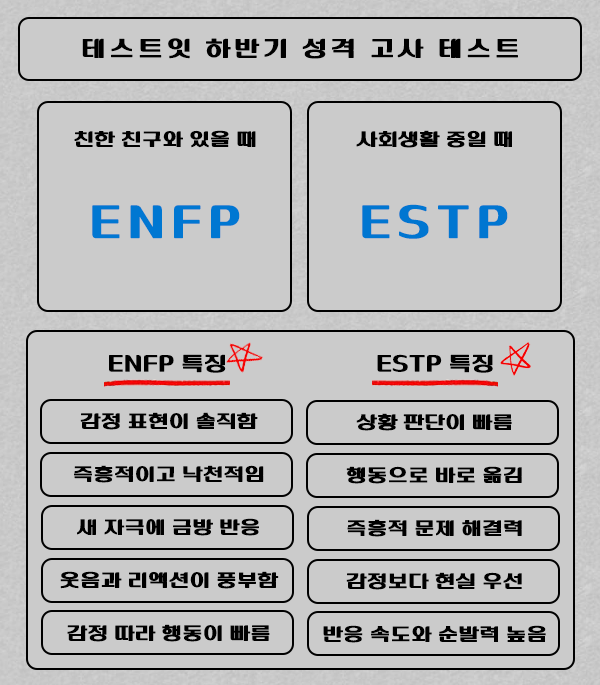 테스트잇 하반기 성격 고사 테스트
친한 친구와 있을 때
ENFP
사회생활 중일 때
ESTP
ENFP 특징
감정 표현이 솔직함
즉흥적이고 낙천적임
새 자극에 금방 반응
웃음과 리액션이 풍부함
감정 따라 행동이 빠름
ESTP 특징
상황 판단이 빠름
행동으로 바로 옮김
즉흥적 문제 해결력
감정보다 현실 우선
반응 속도와 순발력 높음